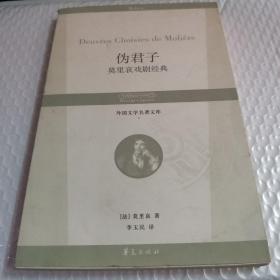 Oeuvres Choisies de Molière
伪君子
莫里哀戏剧经典
外国文学名著文库
[法] 莫里哀 著
李玉民 译
华夏出版社